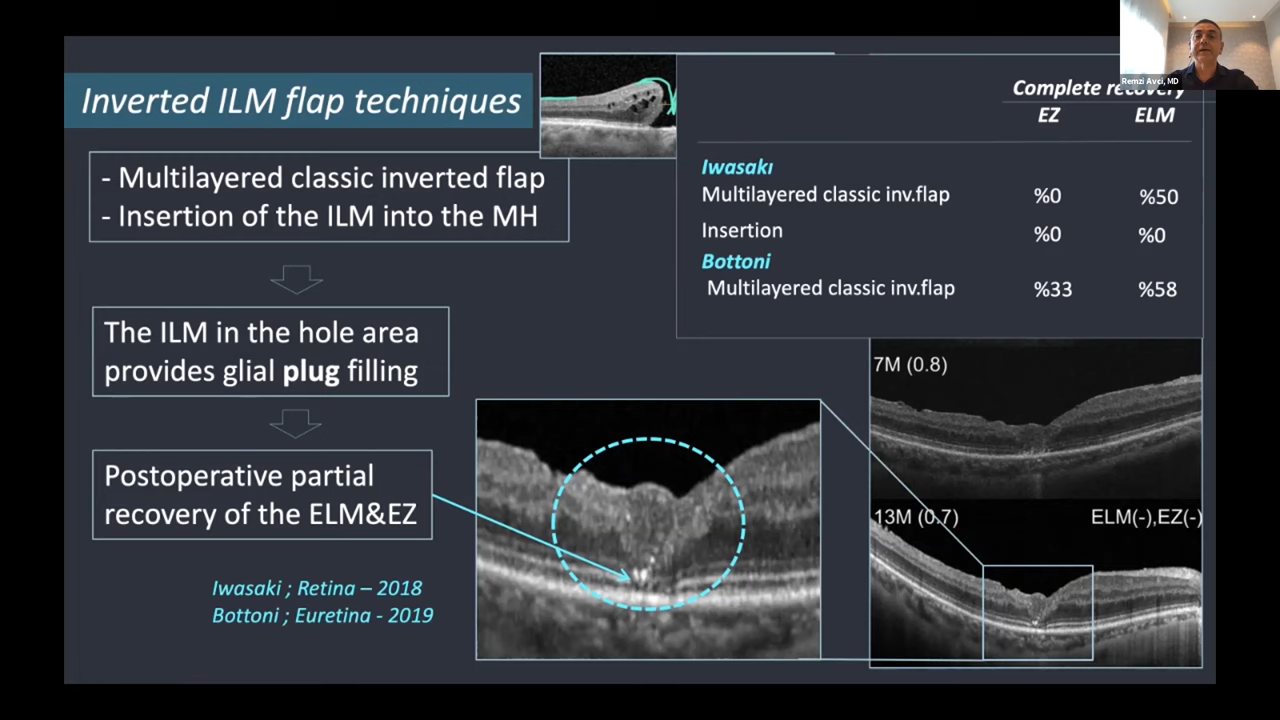 Remzi Avci, MD
Inverted ILM flap techniques
- Multilayered classic inverted flap
- Insertion of the ILM into the MH
The ILM in the hole area
provides glial plug filling
Postoperative partial
recovery of the ELM&EZ
Iwasaki ; Retina – 2018
Bottoni ; Euretina - 2019
Complete recovery
EZ ELM
Iwasakı
Multilayered classic inv.flap %0 %50
Insertion %0 %0
Bottoni
Multilayered classic inv.flap %33 %58
7M (0.8)
13M (0.7) ELM(-),EZ(-)